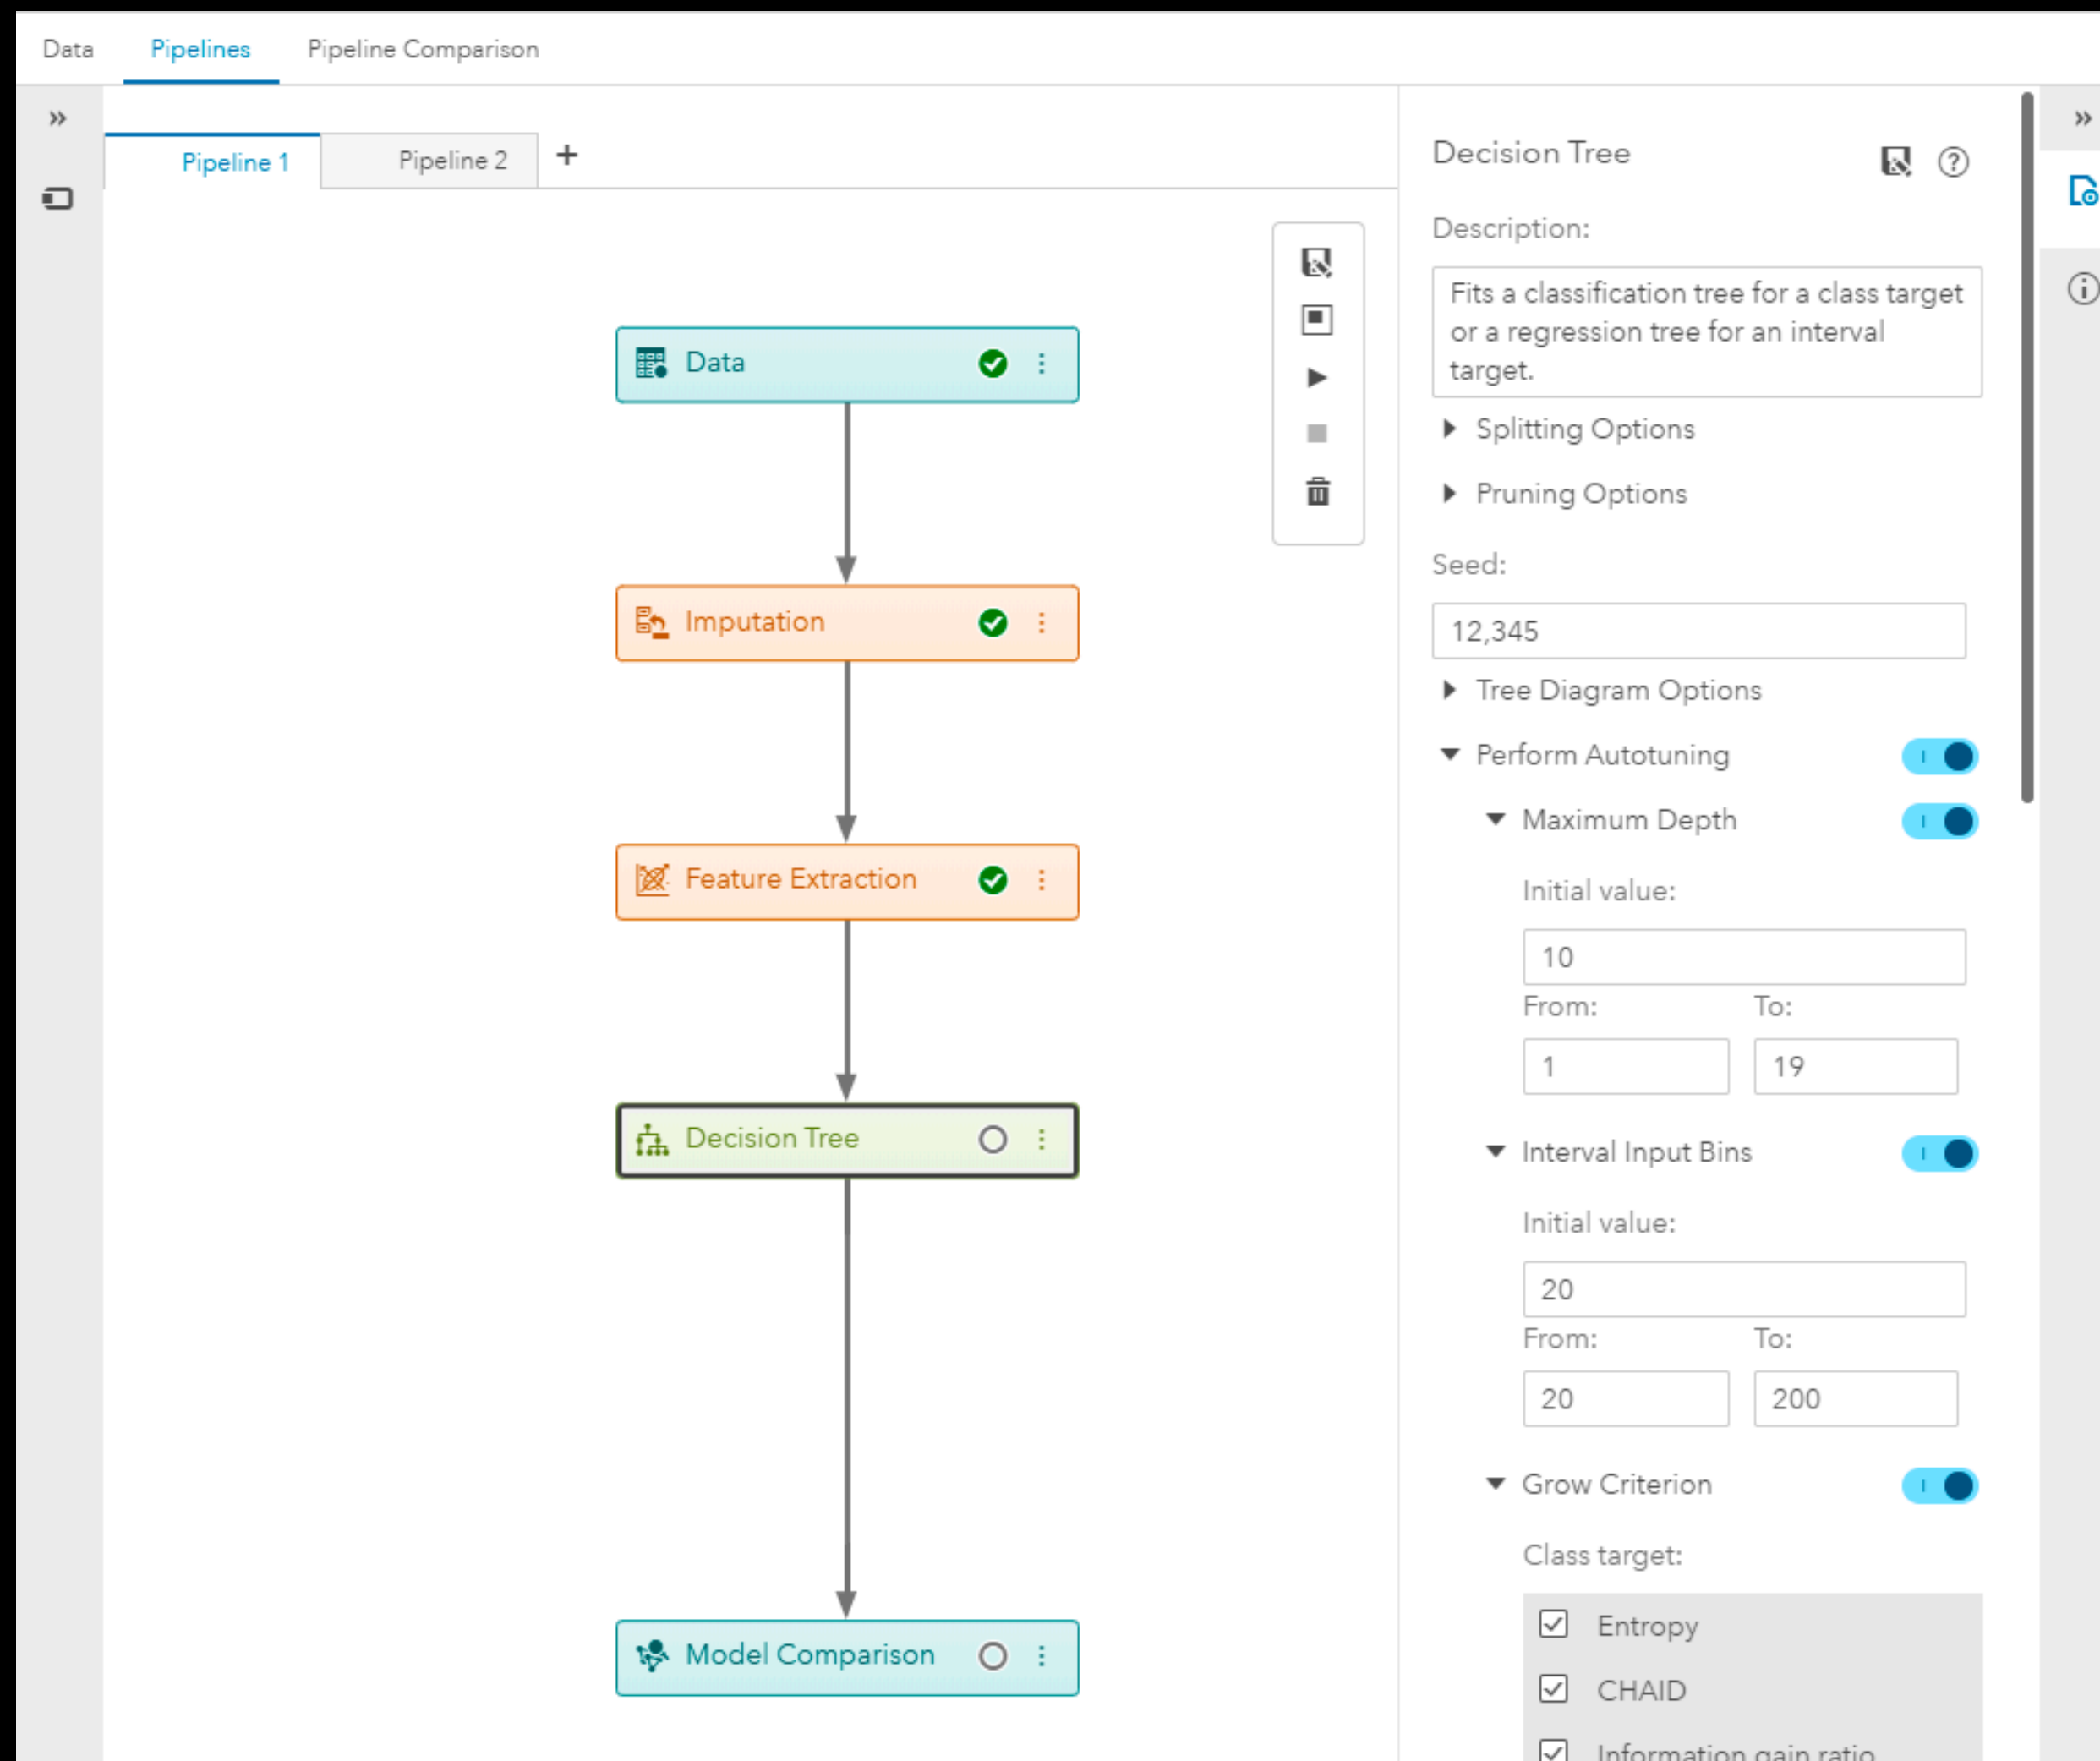 Data Pipelines Pipeline Comparison
Pipeline 1 Pipeline 2 +
Data
Imputation
Feature Extraction
Decision Tree
Model Comparison
Decision Tree
Description:
Fits a classification tree for a class target
or a regression tree for an interval
target.
Splitting Options
Pruning Options
Seed:
12,345
Tree Diagram Options
Perform Autotuning
Maximum Depth
Initial value:
10
From: To:
1 19
Interval Input Bins
Initial value:
20
From: To:
20 200
Grow Criterion
Class target:
Entropy
CHAID
Information gain ratio